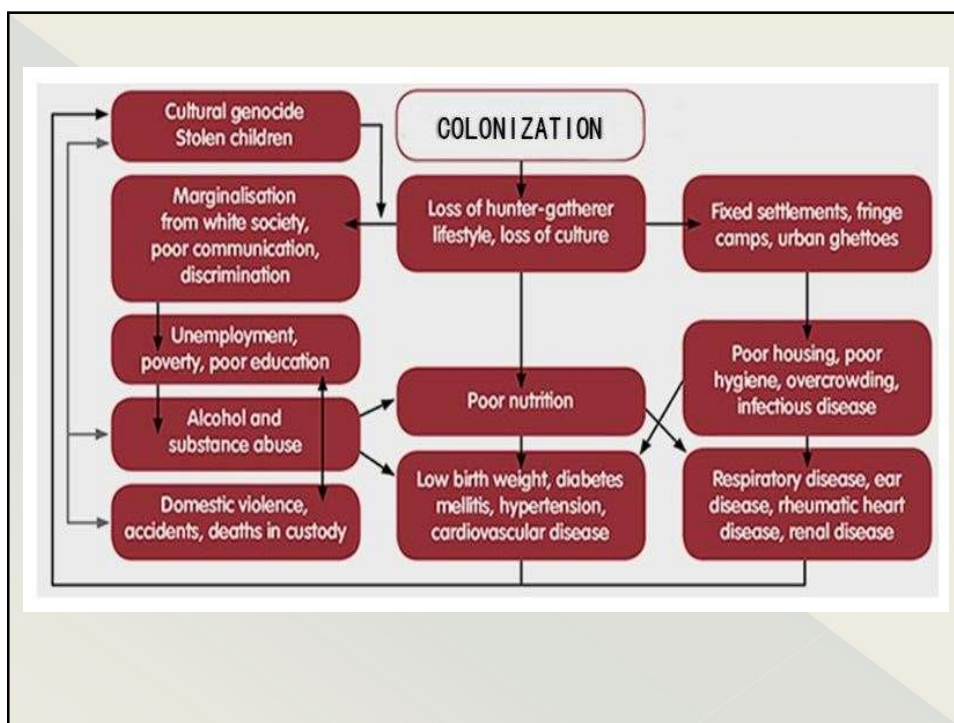 Cultural genocide
Stolen children
COLONIZATION
Marginalisation
from white society,
poor communication,
discrimination
Loss of hunter-gatherer
lifestyle, loss of culture
Fixed settlements, fringe
camps, urban ghettoes
Unemployment,
poverty, poor education
Poor housing, poor
hygiene, overcrowding,
infectious disease
Alcohol and
substance abuse
Poor nutrition
Domestic violence,
accidents, deaths in custody
Low birth weight, diabetes
mellitis, hypertension,
cardiovascular disease
Respiratory disease, ear
disease, rheumatic heart
disease, renal disease